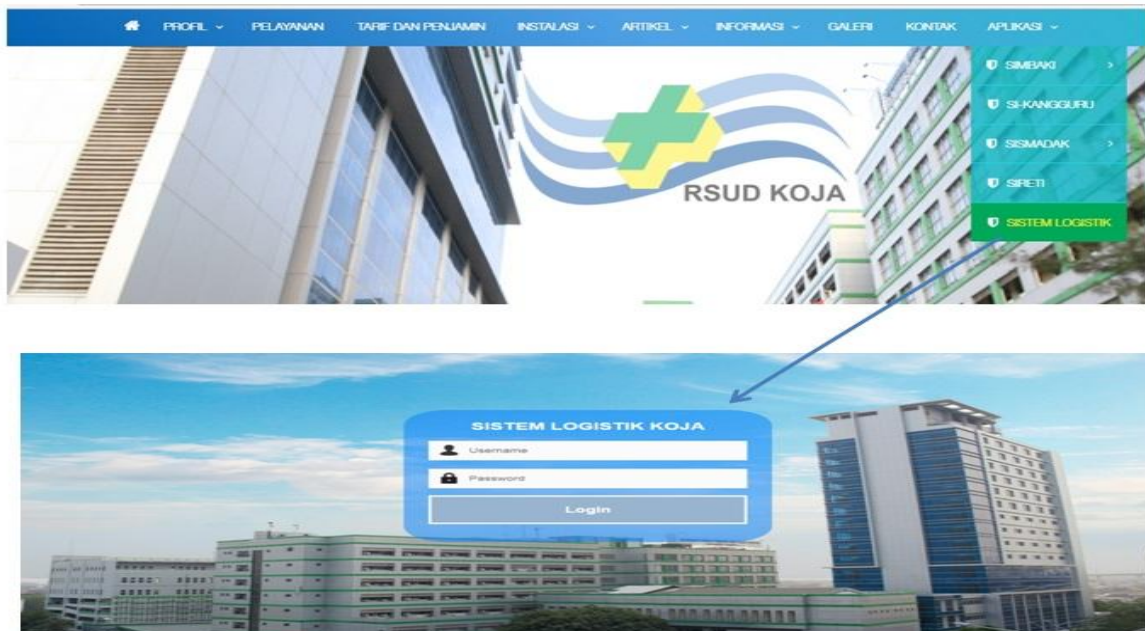 PROFIL PELAYANAN TARIF DAN PENJAMIN INSTALASI ARTIKEL INFORMASI GALERI KONTAK APLIKASI
SIMBAKI
SI-KANGGURU
SISMADAK
SIRETI
SISTEM LOGISTIK
RSUD KOJA
SISTEM LOGISTIK KOJA
Username
Password
Login